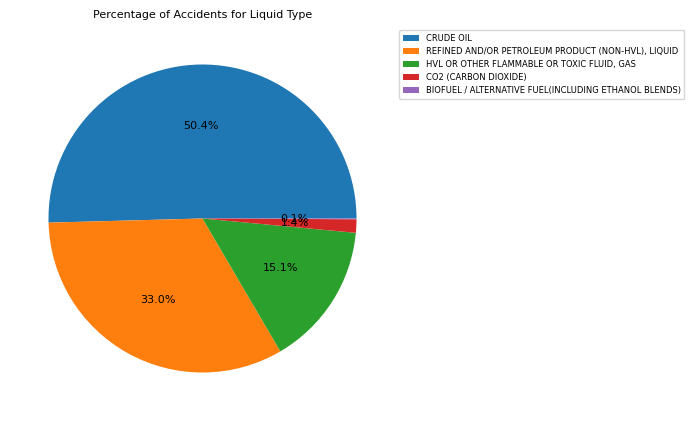 Percentage of Accidents for Liquid Type
CRUDE OIL
REFINED AND/OR PETROLEUM PRODUCT (NON-HVL), LIQUID
HVL OR OTHER FLAMMABLE OR TOXIC FLUID, GAS
CO2 (CARBON DIOXIDE)
BIOFUEL / ALTERNATIVE FUEL(INCLUDING ETHANOL BLENDS)
50.4%
0.1%
1.4%
15.1%
33.0%